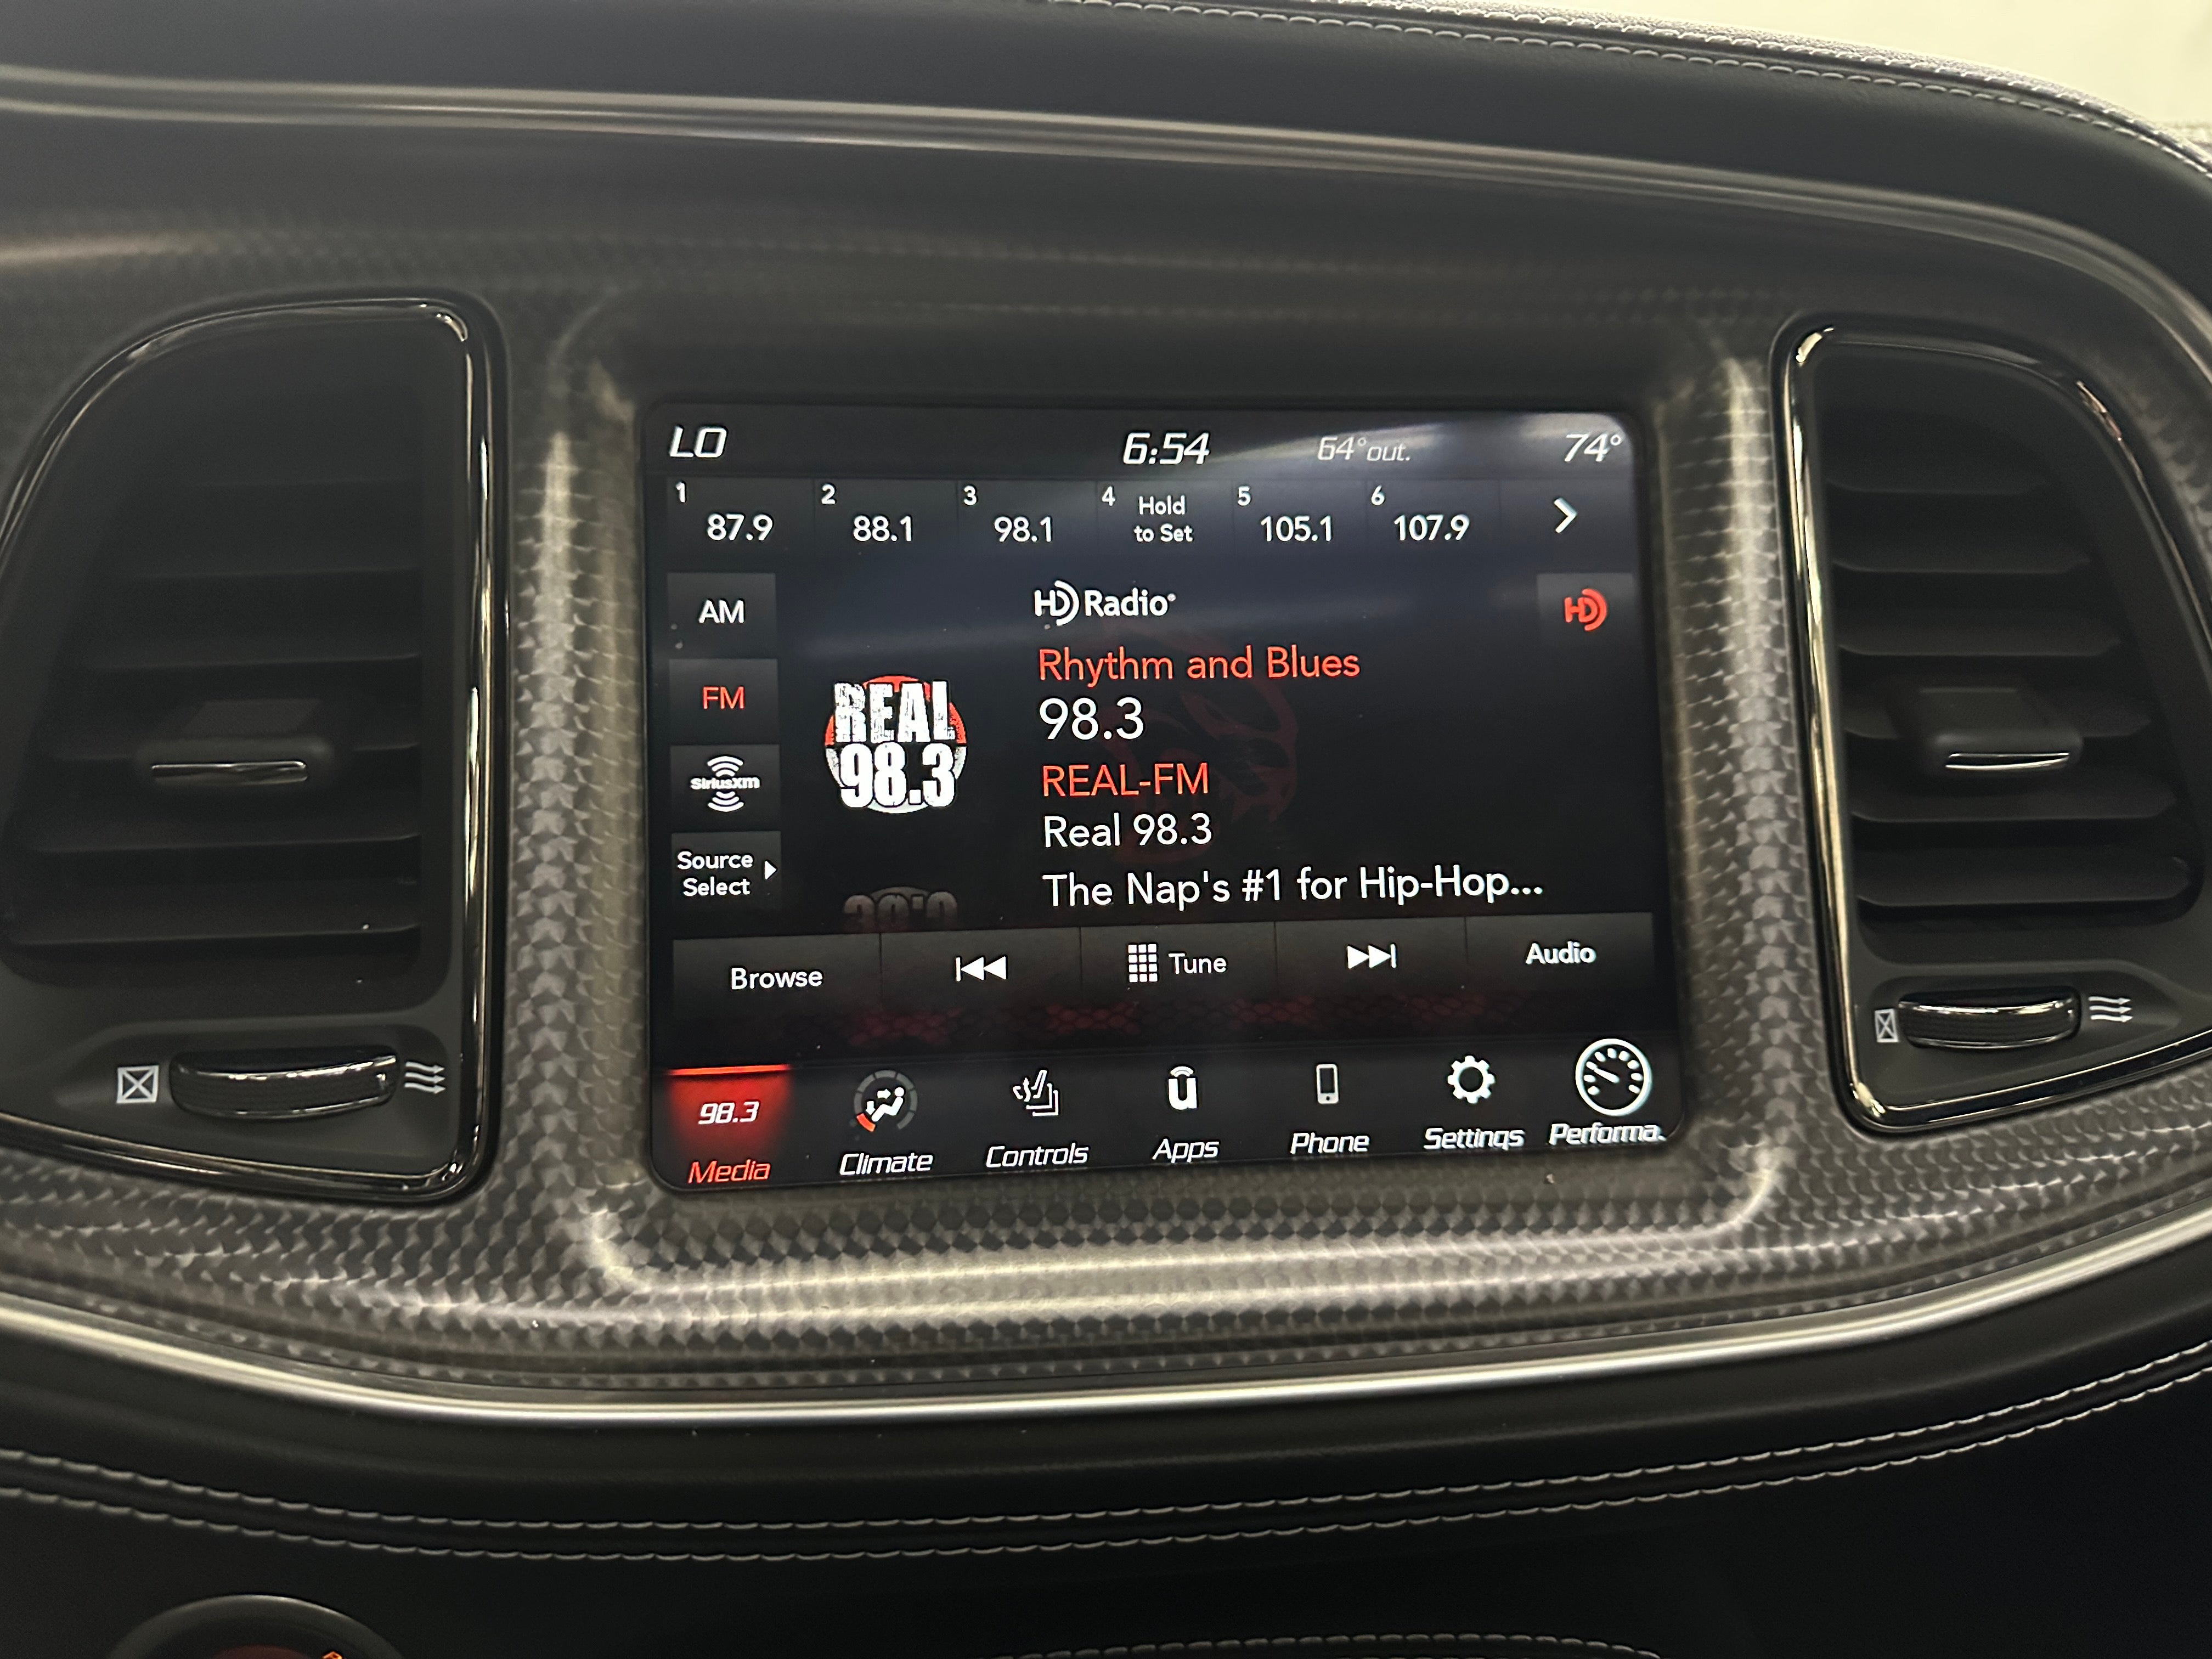 LO 6:54 64° out. 74°
1 87.9 2 88.1 3 98.1 4 Hold to Set 5 105.1 6 107.9
AM
HD Radio
HD
Rhythm and Blues
FM
98.3
REAL
98.3
REAL-FM
siriusxm
Real 98.3
Source
Select
The Nap's #1 for Hip-Hop...
Browse Tune Audio
98.3
Media Climate Controls Apps Phone Settings Performa.